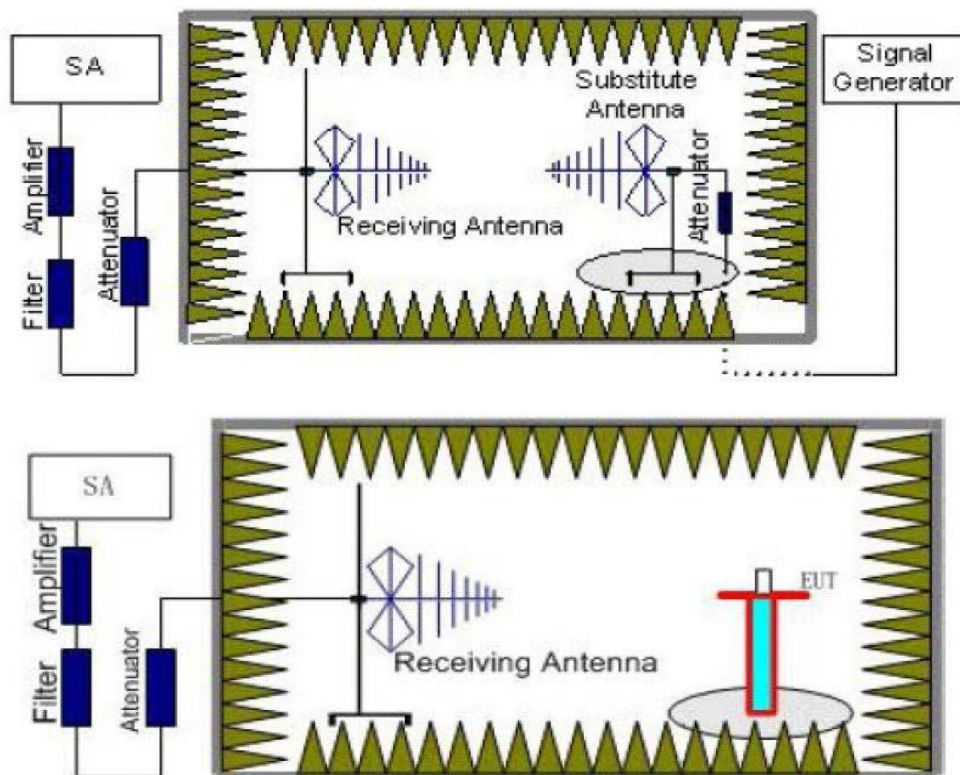 SA
Signal
Generator
Substitute
Antenna
Amplifier
Attenuator
Receiving Antenna
Attenuator
Filter
SA
Amplifier
EUT
Receiving Antenna
Filter
Attenuator